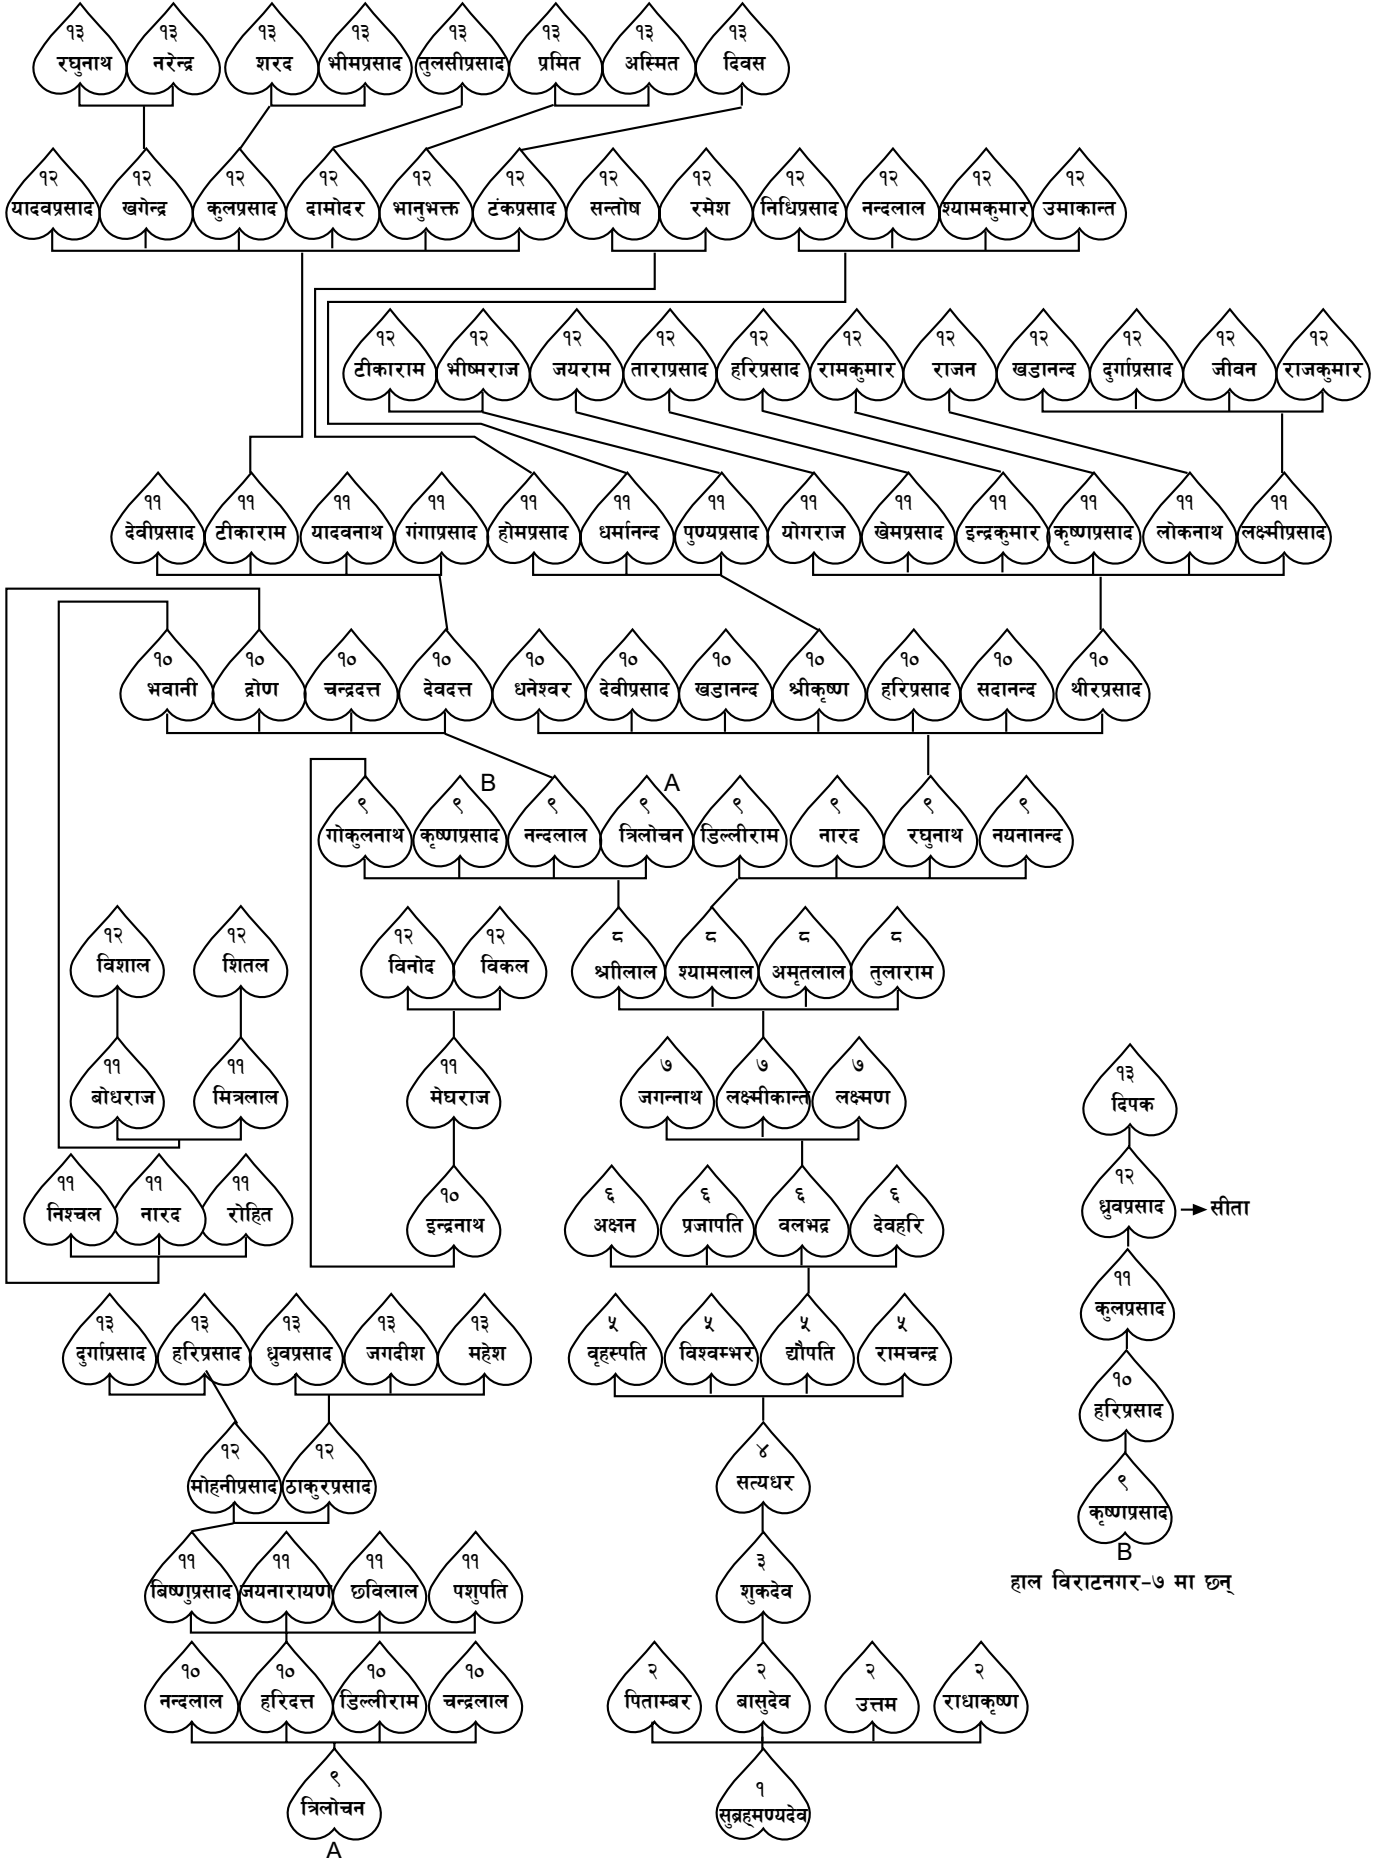 १३ १३ १३ १३ १३ १३ १३ १३
रघुनाथ नरेन्द्र शरद भीमप्रसाद तुलसीप्रसाद प्रमित अस्मित दिवस
१२ १२ १२ १२ १२ १२ १२ १२ १२ १२ १२ १२
यादवप्रसाद खगेन्द्र कुलप्रसाद दामोदर भानुभक्त टंकप्रसाद सन्तोष रमेश निधिप्रसाद नन्दलाल श्यामकुमार उमाकान्त
१२ १२ १२ १२ १२ १२ १२ १२ १२ १२ १२
टीकाराम भीष्मराज जयराम ताराप्रसाद हरिप्रसाद रामकुमार राजन खडानन्द दुर्गाप्रसाद जीवन राजकुमार
११ ११ ११ ११ ११ ११ ११ ११ ११ ११ ११ ११ ११
देवीप्रसाद टीकाराम यादवनाथ गंगाप्रसाद होमप्रसाद धर्मानन्द पुण्यप्रसाद योगराज खेमप्रसाद इन्द्रकुमार कृष्णप्रसाद लोकनाथ लक्ष्मीप्रसाद
१० १० १० १० १० १० १० १० १० १० १०
भवानी द्रोण चन्द्रदत्त देवदत्त धनेश्वर देवीप्रसाद खडानन्द श्रीकृष्ण हरिप्रसाद सदानन्द थीरप्रसाद
B A
९ ९ ९ ९ ९ ९ ९ ९
गोकुलनाथ कृष्णप्रसाद नन्दलाल त्रिलोचन डिल्लीराम नारद रघुनाथ नयनानन्द
१२ १२ १२ १२ ८ ८ ८ ८
विशाल शितल विनोद विकल श्राीलाल श्यामलाल अमृतलाल तुलाराम
११ ११ ११ ७ ७ ७
बोधराज मित्रलाल मेघराज जगन्नाथ लक्ष्मीकान्त लक्ष्मण
१३
दिपक
११ ११ ११ १० ६ ६ ६ ६
निश्चल नारद रोहित इन्द्रनाथ अक्षन प्रजापति वलभद्र देवहरि
१२
ध्रुवप्रसाद सीता
११
कुलप्रसाद
१३ १३ १३ १३ १३ ५ ५ ५ ५
दुर्गाप्रसाद हरिप्रसाद ध्रुवप्रसाद जगदीश महेश वृहस्पति विश्वम्भर द्यौपति रामचन्द्र
१०
हरिप्रसाद
१२ १२ ४
मोहनीप्रसाद ठाकुरप्रसाद सत्यधर
९
कृष्णप्रसाद
B
हाल विराटनगर-७ मा छन्
११ ११ ११ ११ ३
बिष्णुप्रसाद जयनारायण छविलाल पशुपति शुकदेव
१० १० १० १० २ २ २ २
नन्दलाल हरिदत्त डिल्लीराम चन्द्रलाल पिताम्बर बासुदेव उत्तम राधाकृष्ण
९ १
त्रिलोचन सुब्रह्मण्यदेव
A